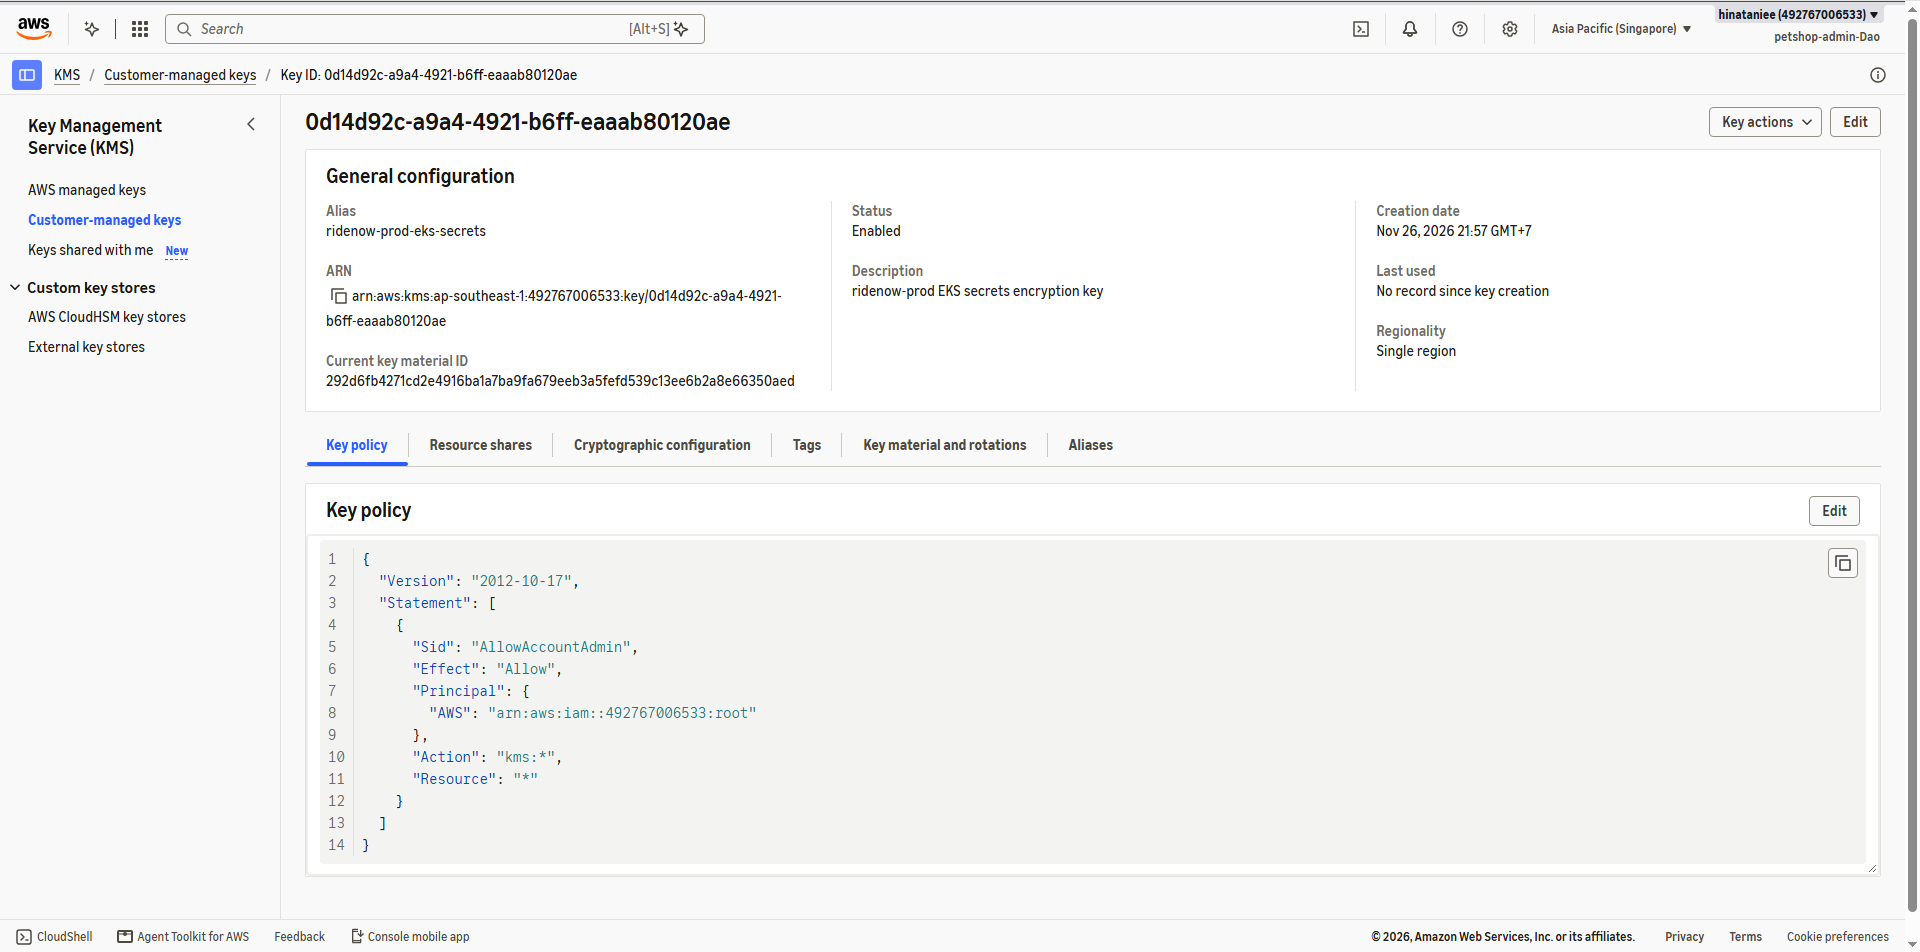 aws
Search [Alt+S]
Asia Pacific (Singapore)
hinataniee (492767006533)
petshop-admin-Dao
KMS / Customer-managed keys / Key ID: 0d14d92c-a9a4-4921-b6ff-eaaab80120ae
Key Management
Service (KMS)
AWS managed keys
Customer-managed keys
Keys shared with me New
Custom key stores
AWS CloudHSM key stores
External key stores
0d14d92c-a9a4-4921-b6ff-eaaab80120ae
Key actions
Edit
General configuration
Alias
ridenow-prod-eks-secrets
ARN
arn:aws:kms:ap-southeast-1:492767006533:key/0d14d92c-a9a4-4921-
b6ff-eaaab80120ae
Current key material ID
292d6fb4271cd2e4916ba1a7ba9fa679eeb3a5fefd539c13ee6b2a8e66350aed
Status
Enabled
Description
ridenow-prod EKS secrets encryption key
Creation date
Nov 26, 2026 21:57 GMT+7
Last used
No record since key creation
Regionality
Single region
Key policy Resource shares Cryptographic configuration Tags Key material and rotations Aliases
Key policy
Edit
1 {
2 "Version": "2012-10-17",
3 "Statement": [
4 {
5 "Sid": "AllowAccountAdmin",
6 "Effect": "Allow",
7 "Principal": {
8 "AWS": "arn:aws:iam::492767006533:root"
9 },
10 "Action": "kms:*",
11 "Resource": "*"
12 }
13 ]
14 }
CloudShell Agent Toolkit for AWS Feedback Console mobile app
© 2026, Amazon Web Services, Inc. or its affiliates. Privacy Terms Cookie preferences